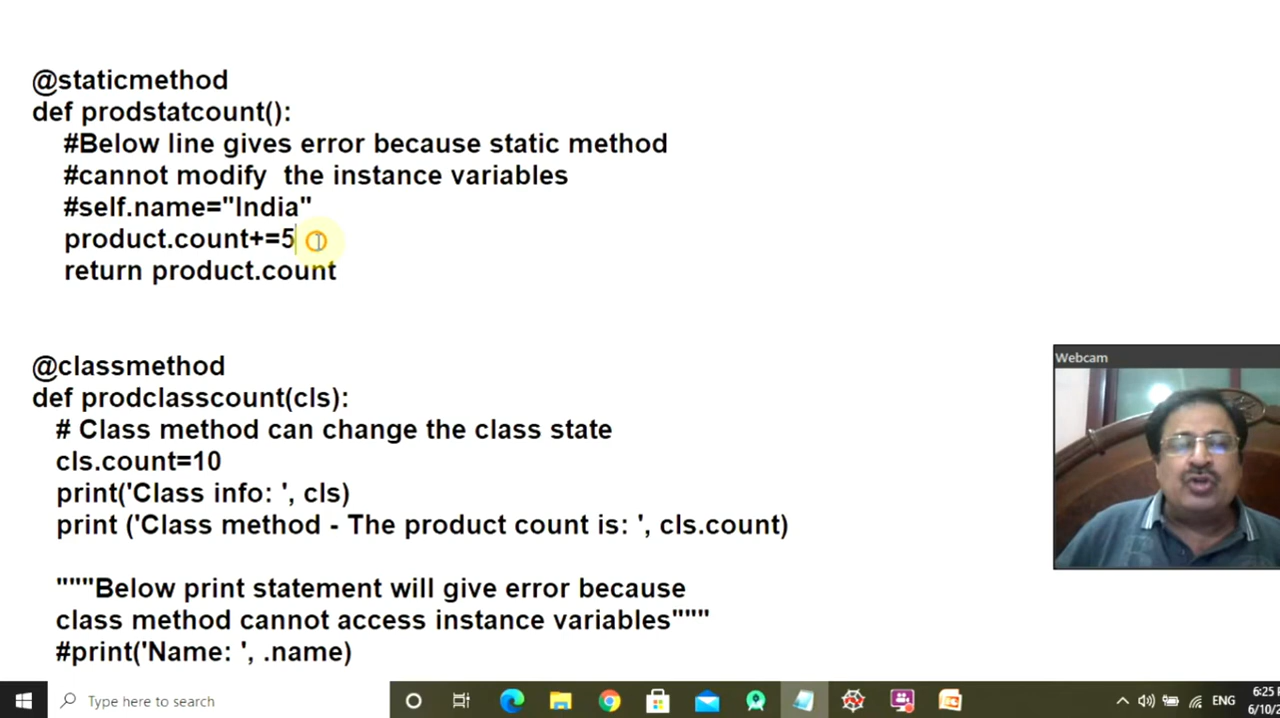 @staticmethod
def prodstatcount():
#Below line gives error because static method
#cannot modify  the instance variables
#self.name="India"
product.count+=5
return product.count
@classmethod
def prodclasscount(cls):
# Class method can change the class state
cls.count=10
print('Class info: ', cls)
print ('Class method - The product count is: ', cls.count)
Webcam
"""Below print statement will give error because
class method cannot access instance variables"""
#print('Name: ', .name)
Type here to search
ENG
6:25
6/10/2